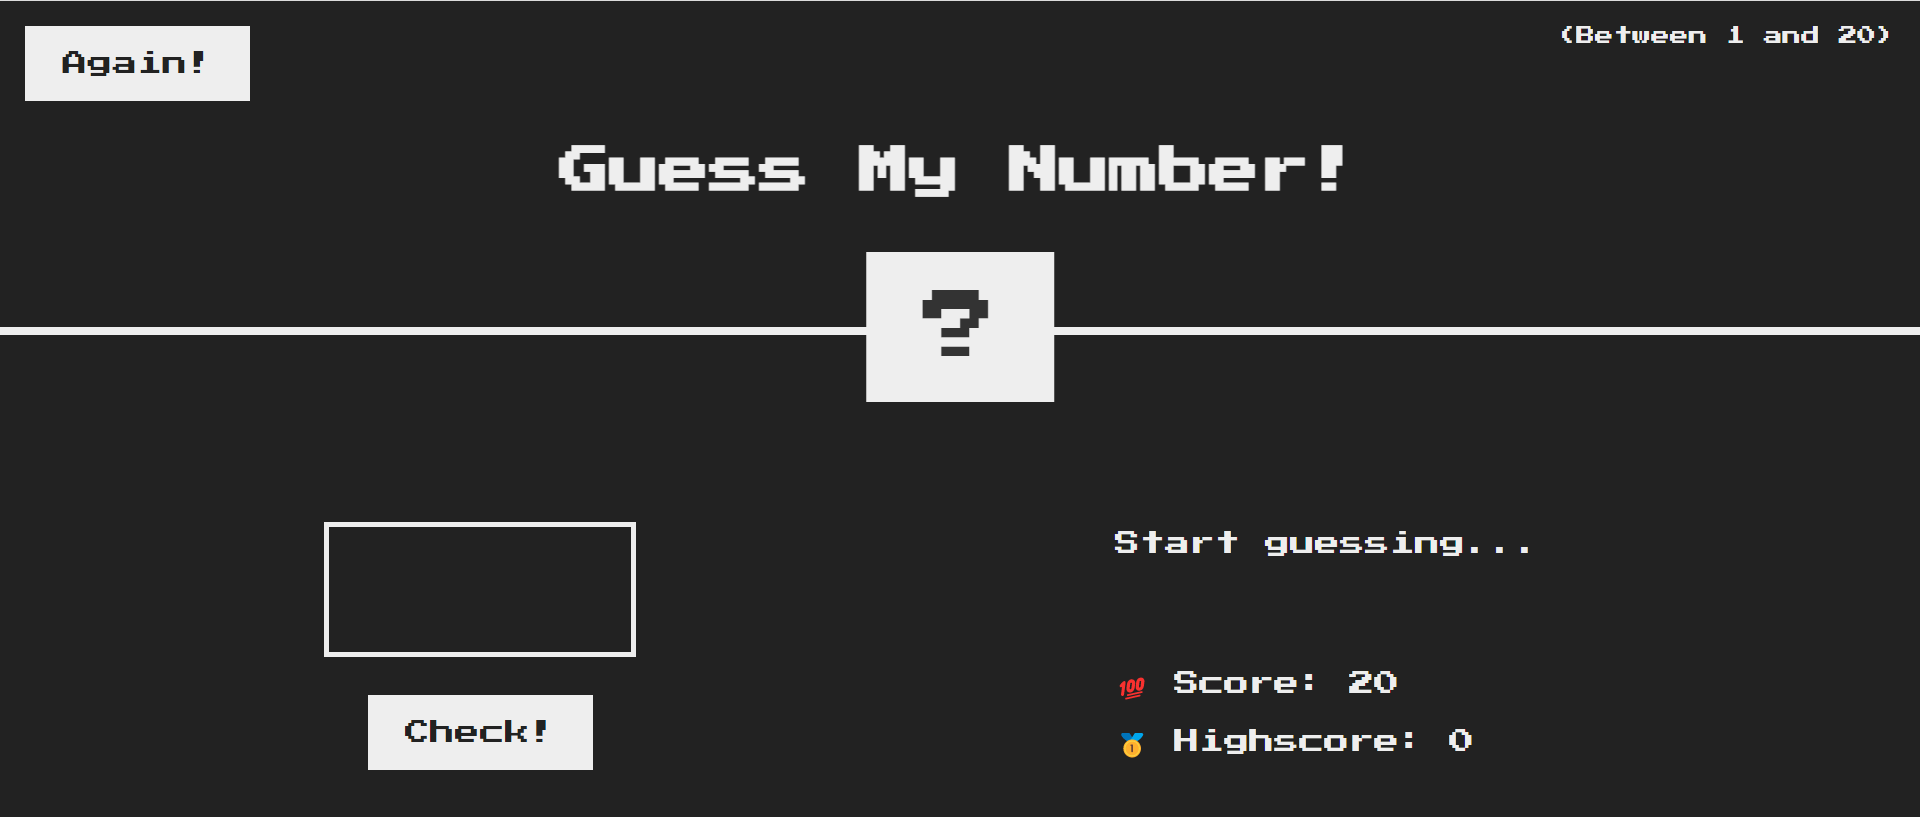 Again!
(Between 1 and 20)
Guess My Number!
?
Start guessing...
💯 Score: 20
Check!
🥇 Highscore: 0